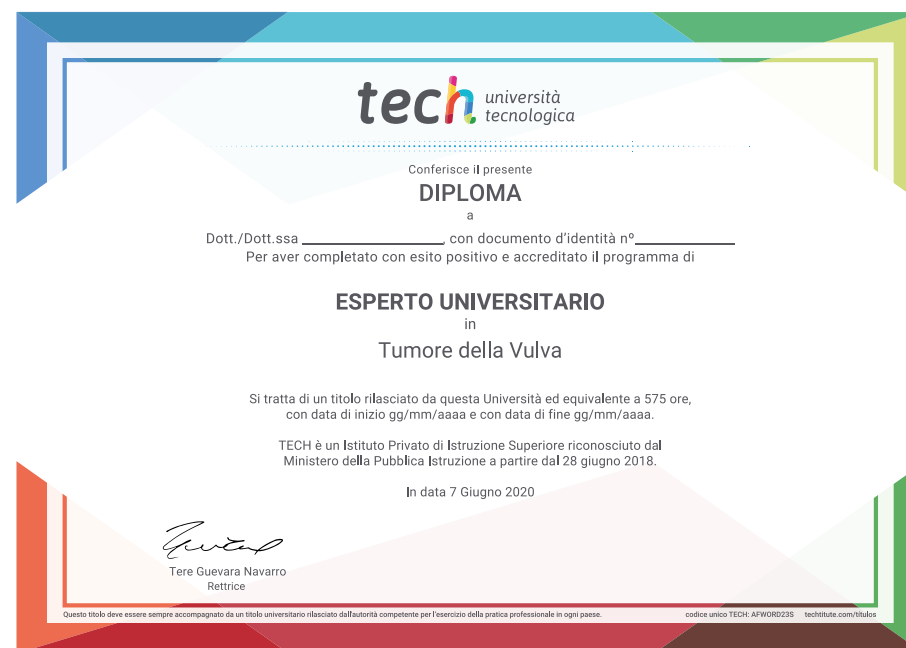 tech università
tecnologica
Conferisce il presente
DIPLOMA
a
Dott./Dott.ssa ____________________, con documento d'identità nº______________
Per aver completato con esito positivo e accreditato il programma di
ESPERTO UNIVERSITARIO
in
Tumore della Vulva
Si tratta di un titolo rilasciato da questa Università ed equivalente a 575 ore,
con data di inizio gg/mm/aaaa e con data di fine gg/mm/aaaa.
TECH è un Istituto Privato di Istruzione Superiore riconosciuto dal
Ministero della Pubblica Istruzione a partire dal 28 giugno 2018.
In data 7 Giugno 2020
Tere Guevara Navarro
Rettrice
Questo titolo deve essere sempre accompagnato da un titolo universitario rilasciato dall'autorità competente per l'esercizio della pratica professionale in ogni paese. codice unico TECH: AFWORD23S techtitute.com/titulos